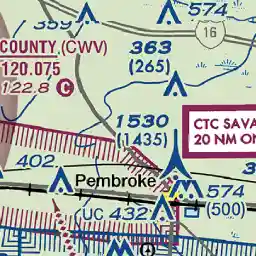 359
574
16
COUNTY (CWV)
363
(265)
120.075
122.8 C
1530
(1435)
CTC SAVA
20 NM ON
402
Pembroke
574
(500)
UC 432